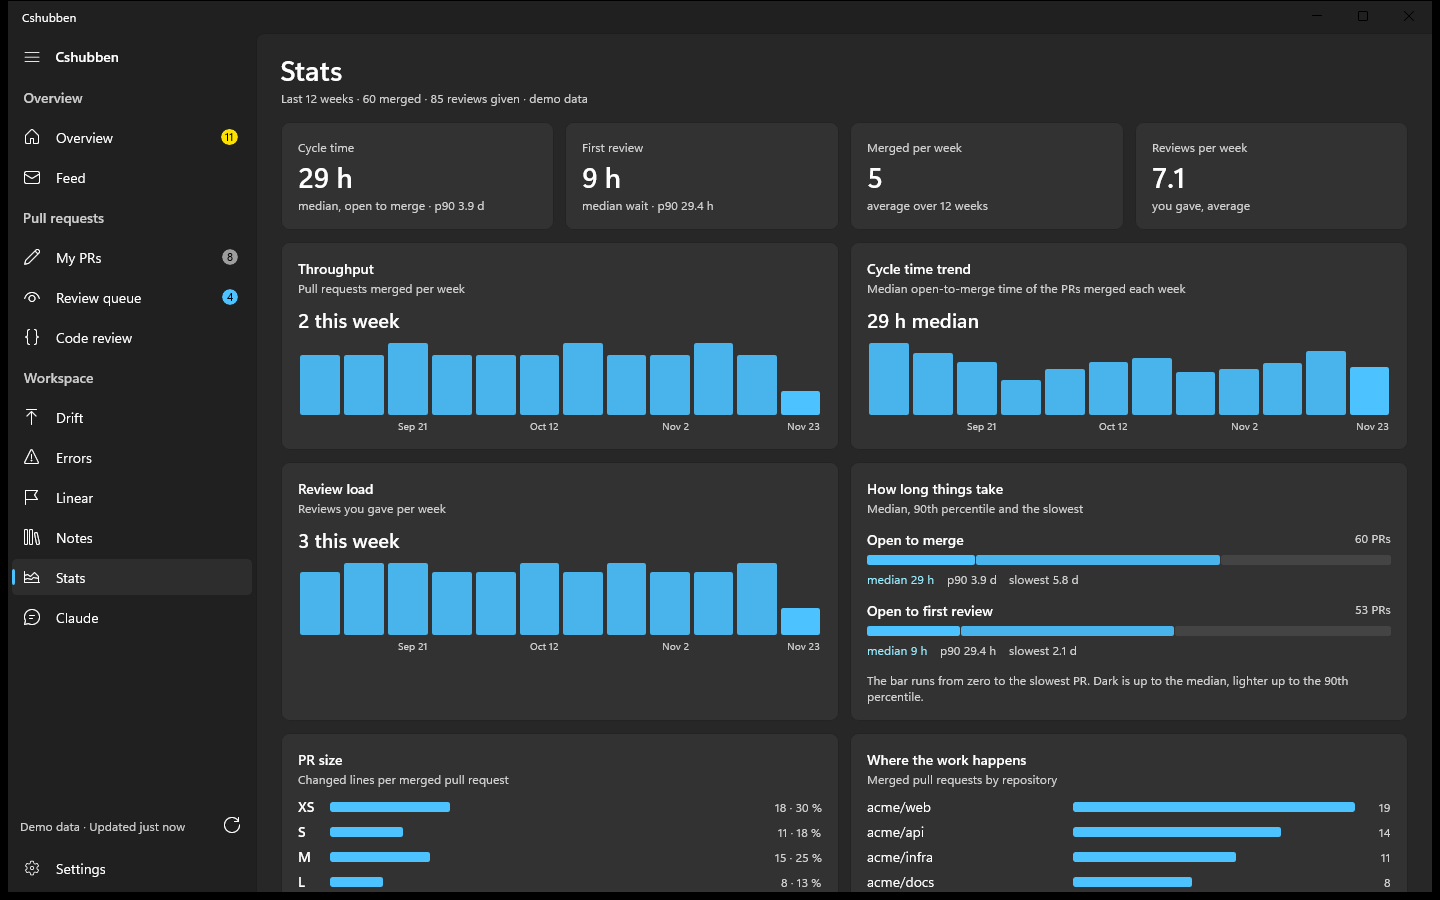 Cshubben
Cshubben
Overview
Overview
11
Feed
Pull requests
My PRs
8
Review queue
4
Code review
Workspace
Drift
Errors
Linear
Notes
Stats
Claude
Demo data · Updated just now
Settings
Stats
Last 12 weeks · 60 merged · 85 reviews given · demo data
Cycle time
29 h
median, open to merge · p90 3.9 d
First review
9 h
median wait · p90 29.4 h
Merged per week
5
average over 12 weeks
Reviews per week
7.1
you gave, average
Throughput
Pull requests merged per week
2 this week
Sep 21 Oct 12 Nov 2 Nov 23
Cycle time trend
Median open-to-merge time of the PRs merged each week
29 h median
Sep 21 Oct 12 Nov 2 Nov 23
Review load
Reviews you gave per week
3 this week
Sep 21 Oct 12 Nov 2 Nov 23
How long things take
Median, 90th percentile and the slowest
Open to merge 60 PRs
median 29 h p90 3.9 d slowest 5.8 d
Open to first review 53 PRs
median 9 h p90 29.4 h slowest 2.1 d
The bar runs from zero to the slowest PR. Dark is up to the median, lighter up to the 90th
percentile.
PR size
Changed lines per merged pull request
XS 18 · 30 %
S 11 · 18 %
M 15 · 25 %
L 8 · 13 %
Where the work happens
Merged pull requests by repository
acme/web 19
acme/api 14
acme/infra 11
acme/docs 8